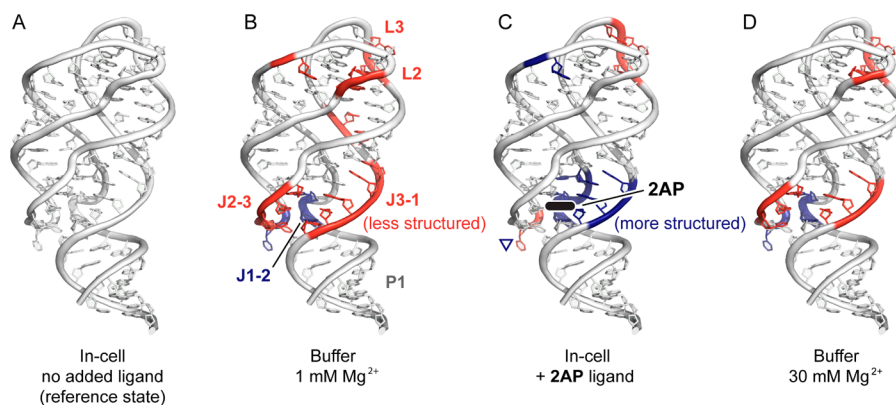 A
B
C
D
L3
L2
J2-3
J3-1
(less structured)
J1-2
P1
2AP
(more structured)
In-cell
no added ligand
(reference state)
Buffer
1 mM Mg²⁺
In-cell
+ 2AP ligand
Buffer
30 mM Mg²⁺